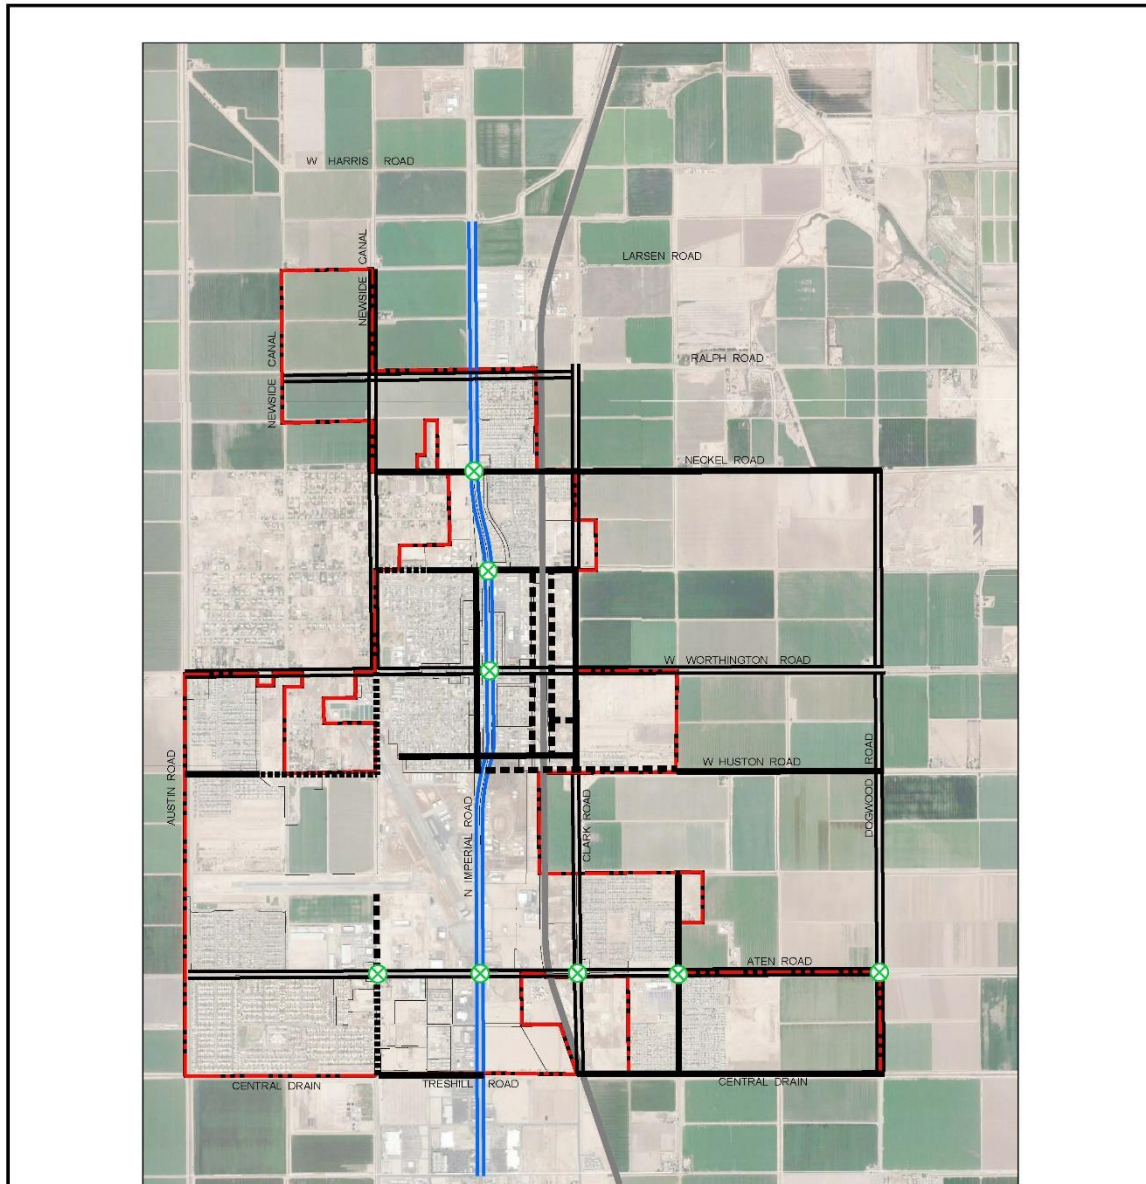 W HARRIS ROAD
NEWSIDE CANAL
LARSEN ROAD
NEWSIDE CANAL
RALPH ROAD
NECKEL ROAD
W WORTHINGTON ROAD
AUSTIN ROAD
W HUSTON ROAD
DOGWOOD ROAD
N IMPERIAL ROAD
CLARK ROAD
ATEN ROAD
CENTRAL DRAIN
TRESHILL ROAD
CENTRAL DRAIN